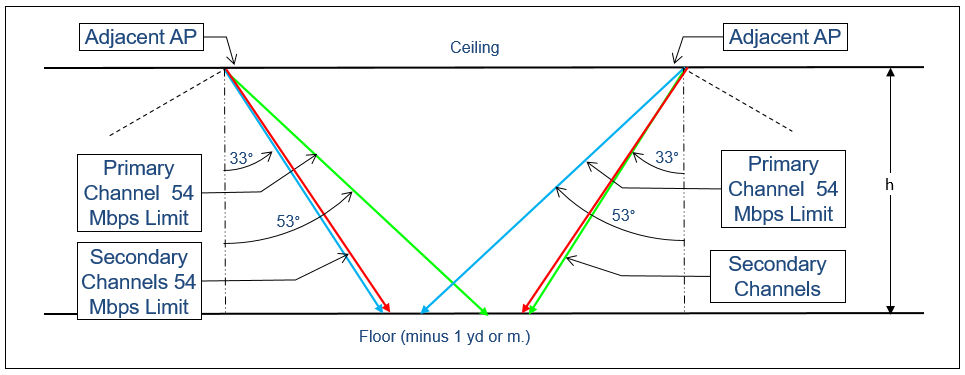 Adjacent AP
Ceiling
Adjacent AP
33°
33°
Primary
Channel 54
Mbps Limit
Primary
Channel 54
Mbps Limit
h
53°
53°
Secondary
Channels 54
Mbps Limit
Secondary
Channels
Floor (minus 1 yd or m.)